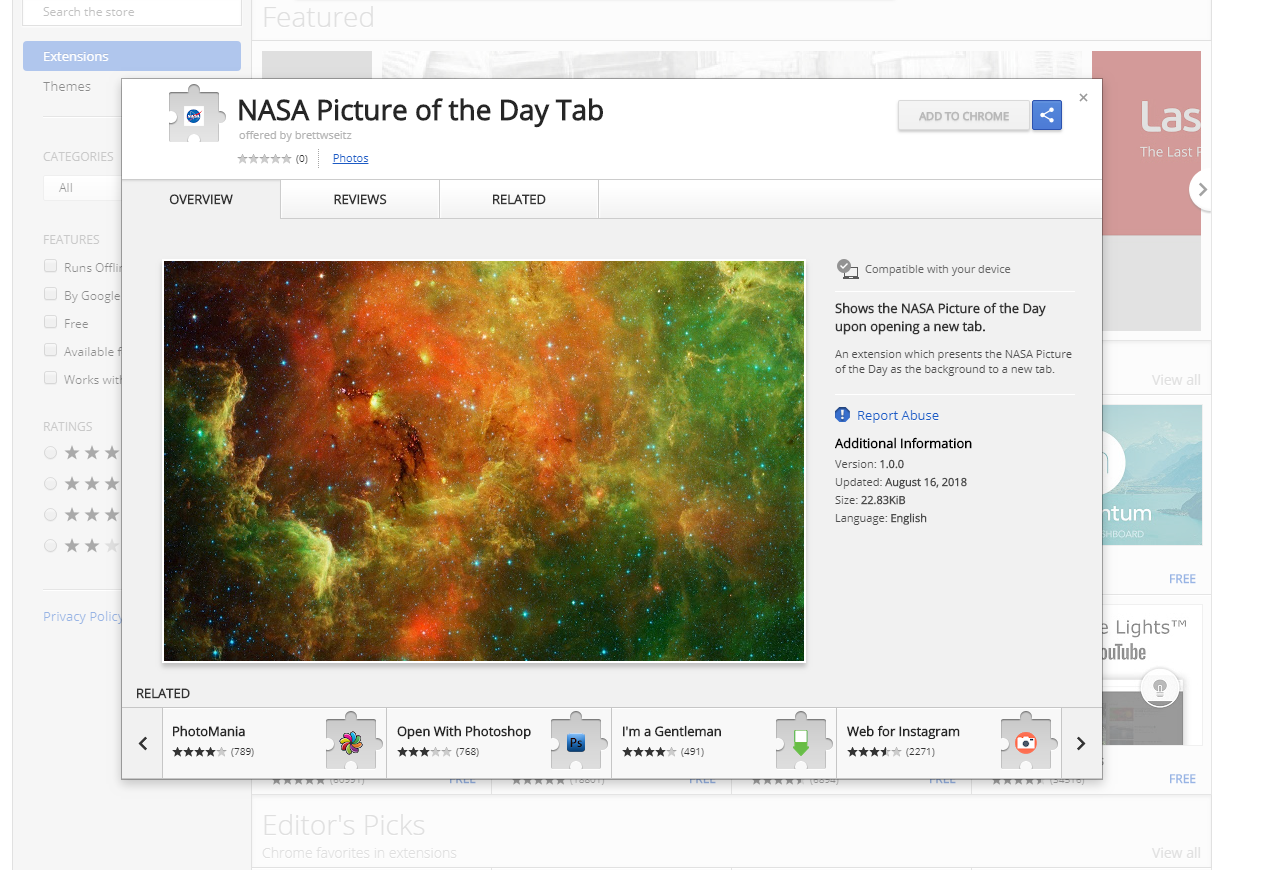 Search the store
Extensions
Themes
CATEGORIES
All
FEATURES
Runs Offlin
By Google
Free
Available f
Works with
RATINGS
Privacy Policy
Featured
NASA
NASA Picture of the Day Tab
offered by brettwseitz
(0)
Photos
ADD TO CHROME
×
OVERVIEW
REVIEWS
RELATED
Compatible with your device
Shows the NASA Picture of the Day
upon opening a new tab.
An extension which presents the NASA Picture
of the Day as the background to a new tab.
Report Abuse
Additional Information
Version: 1.0.0
Updated: August 16, 2018
Size: 22.83KiB
Language: English
RELATED
PhotoMania
(789)
Open With Photoshop
(768)
Ps
I'm a Gentleman
(491)
Web for Instagram
(2271)
Las
The Last P
View all
ntum
SHBOARD
FREE
e Lights™
ouTube
s
FREE
FREE
FREE
FREE
Editor's Picks
Chrome favorites in extensions
View all